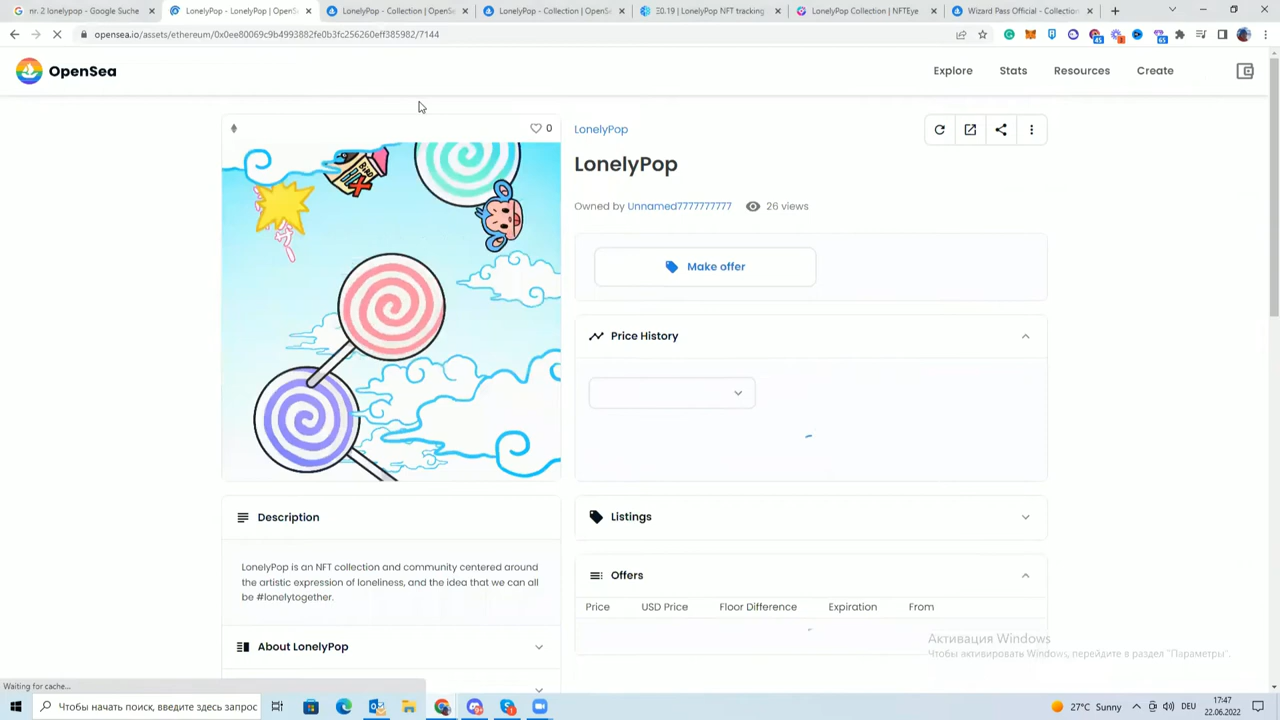 nr. 2 lonelypop - Google Suche
LonelyPop - LonelyPop | OpenS
LonelyPop - Collection | OpenSe
LonelyPop - Collection | OpenSe
Ξ0.19 | LonelyPop NFT tracking
LonelyPop Collection | NFTEye
Wizard Pass Official - Collection
opensea.io/assets/ethereum/0x0ee80069c9b4993882fe0b3fc256260eff385982/7144
OpenSea
Explore
Stats
Resources
Create
0
LonelyPop
LonelyPop
Owned by Unnamed7777777777
26 views
Make offer
Price History
Description
Listings
LonelyPop is an NFT collection and community centered around
the artistic expression of loneliness, and the idea that we can all
be #lonelytogether.
Offers
Price USD Price Floor Difference Expiration From
About LonelyPop
Активация Windows
Чтобы активировать Windows, перейдите в раздел "Параметры".
Waiting for cache...
Чтобы начать поиск, введите здесь запрос
27°C Sunny
DEU
17:47
22.06.2022